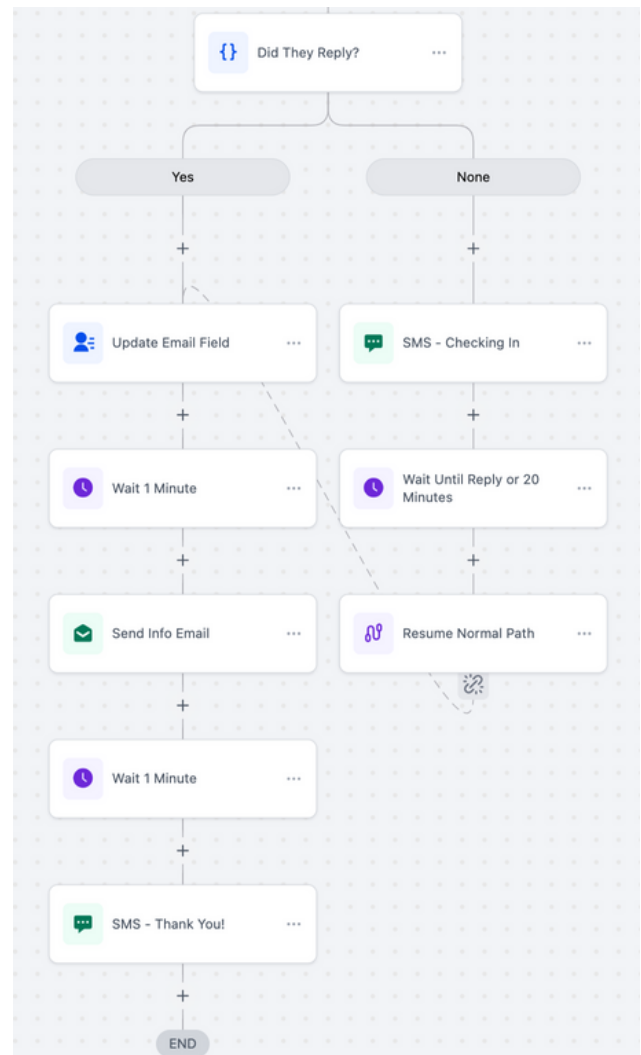 Did They Reply?
Yes
None
Update Email Field
SMS - Checking In
Wait 1 Minute
Wait Until Reply or 20
Minutes
Send Info Email
Resume Normal Path
Wait 1 Minute
SMS - Thank You!
END